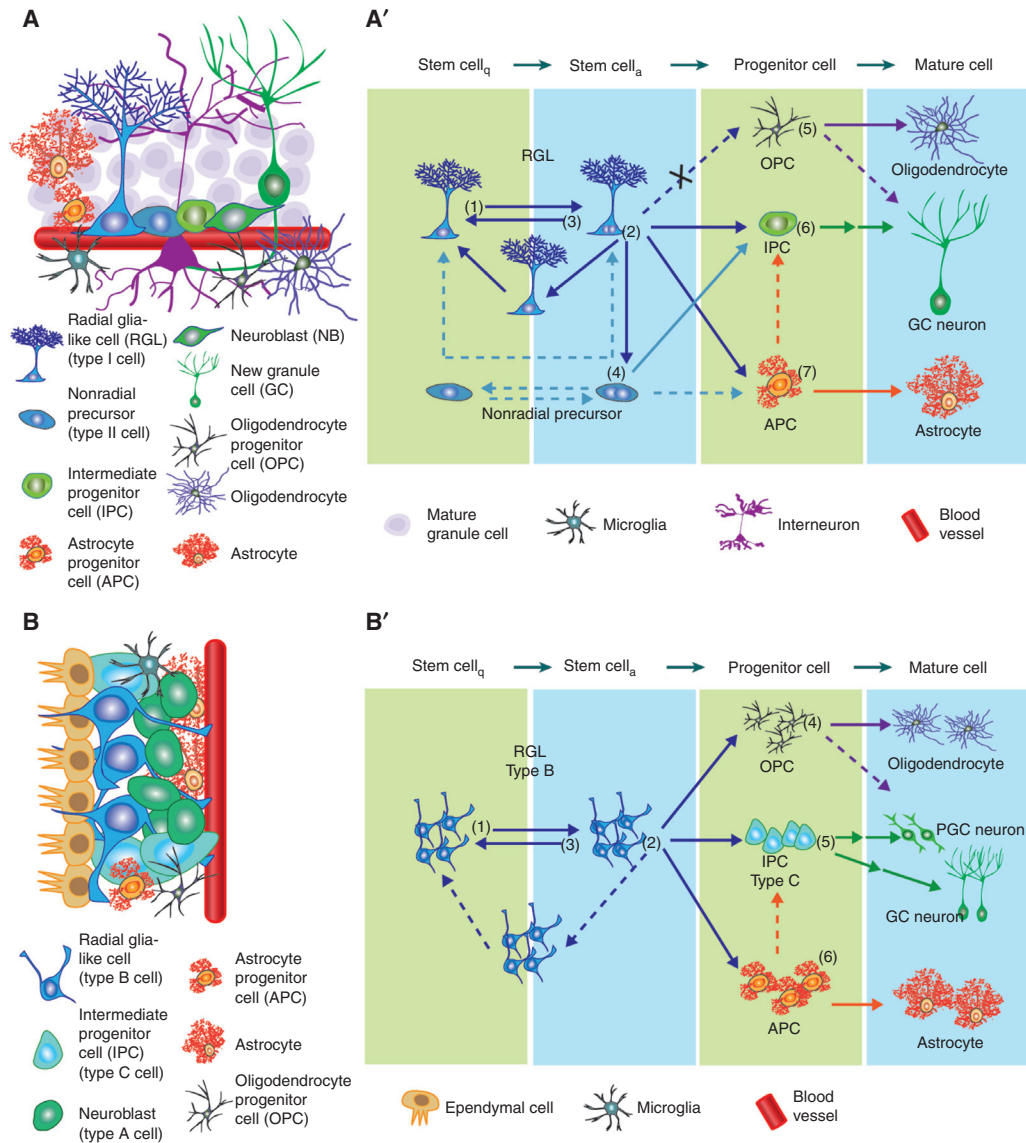 A
Radial glia-
like cell (RGL)
(type I cell)
Nonradial
precursor
(type II cell)
Intermediate
progenitor
cell (IPC)
Astrocyte
progenitor
cell (APC)
Neuroblast (NB)
New granule
cell (GC)
Oligodendrocyte
progenitor
cell (OPC)
Oligodendrocyte
Astrocyte
A′
Stem cellq
Stem cella
Progenitor cell
Mature cell
RGL
(1)
(3)
(2)
(4)
Nonradial precursor
(5)
OPC
Oligodendrocyte
(6)
IPC
GC neuron
(7)
APC
Astrocyte
Mature
granule cell
Microglia
Interneuron
Blood
vessel
B
Radial glia-
like cell
(type B cell)
Intermediate
progenitor
cell (IPC)
(type C cell)
Neuroblast
(type A cell)
Astrocyte
progenitor
cell (APC)
Astrocyte
Oligodendrocyte
progenitor
cell (OPC)
B′
Stem cellq
Stem cella
Progenitor cell
Mature cell
RGL
Type B
(1)
(3)
(2)
(4)
OPC
Oligodendrocyte
PGC neuron
(5)
IPC
Type C
GC neuron
(6)
APC
Astrocyte
Ependymal cell
Microglia
Blood
vessel